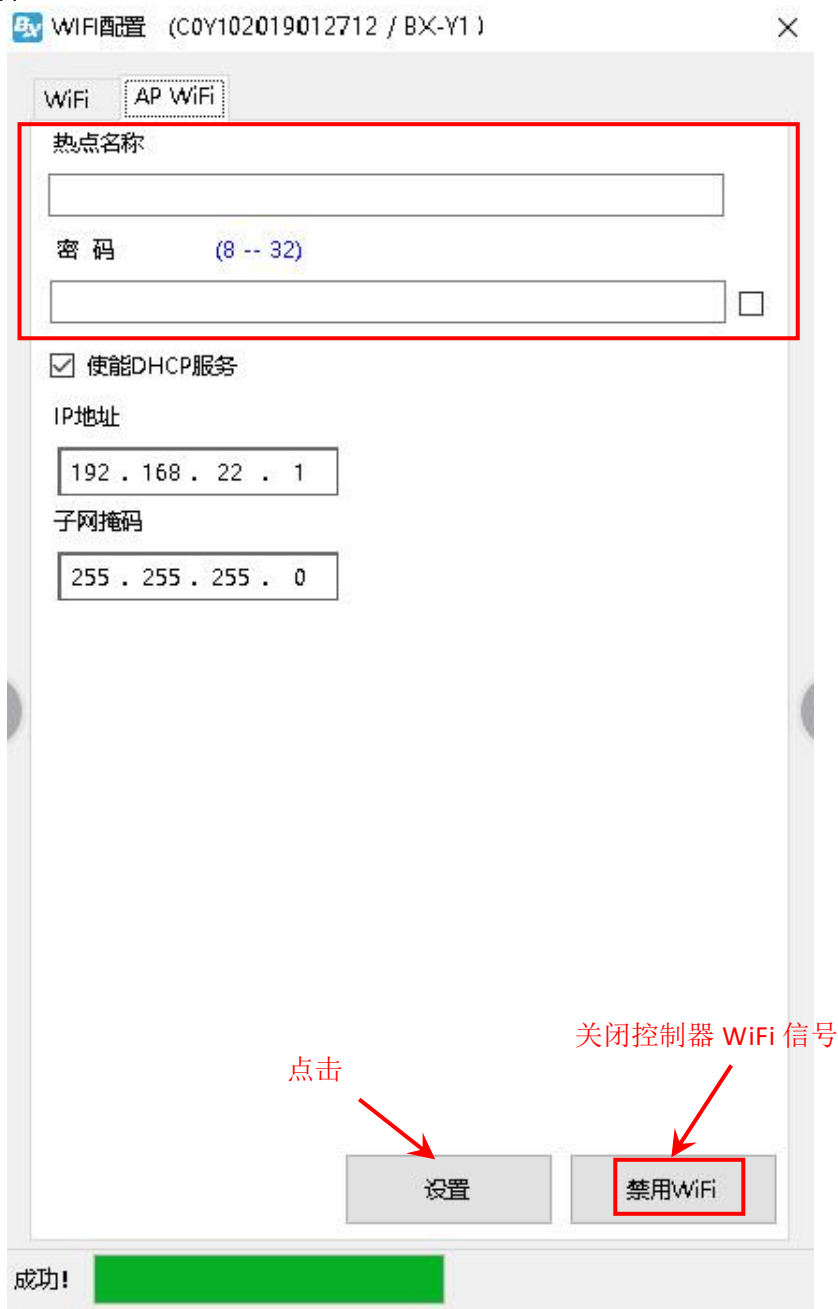 WIFI配置 (C0Y102019012712 / BX-Y1 )
WiFi AP WiFi
热点名称
密 码 (8 -- 32)
使能DHCP服务
IP地址
192 . 168 . 22 . 1
子网掩码
255 . 255 . 255 . 0
关闭控制器 WiFi 信号
点击
设置 禁用WiFi
成功!